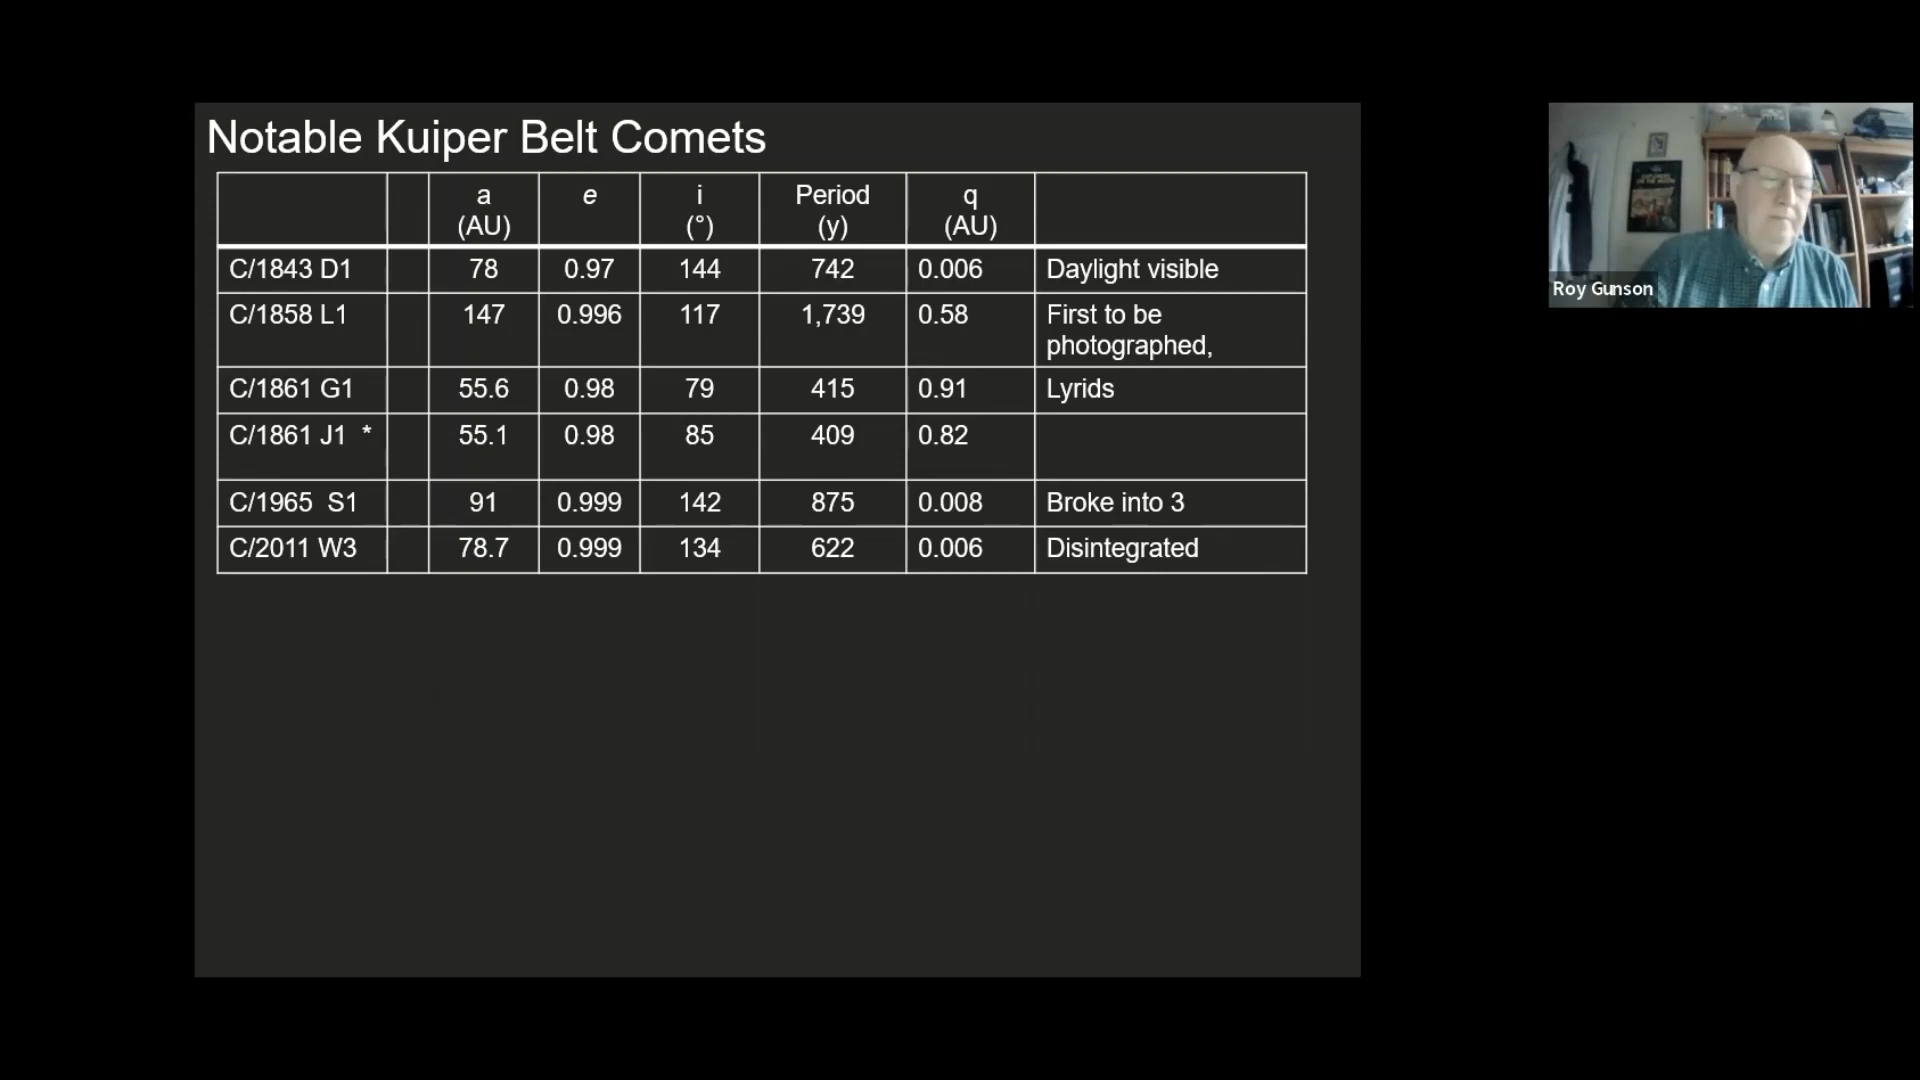 Notable Kuiper Belt Comets
a (AU) e i (°) Period (y) q (AU)
C/1843 D1 78 0.97 144 742 0.006 Daylight visible
C/1858 L1 147 0.996 117 1,739 0.58 First to be photographed,
C/1861 G1 55.6 0.98 79 415 0.91 Lyrids
C/1861 J1 * 55.1 0.98 85 409 0.82
C/1965 S1 91 0.999 142 875 0.008 Broke into 3
C/2011 W3 78.7 0.999 134 622 0.006 Disintegrated
Roy Gunson